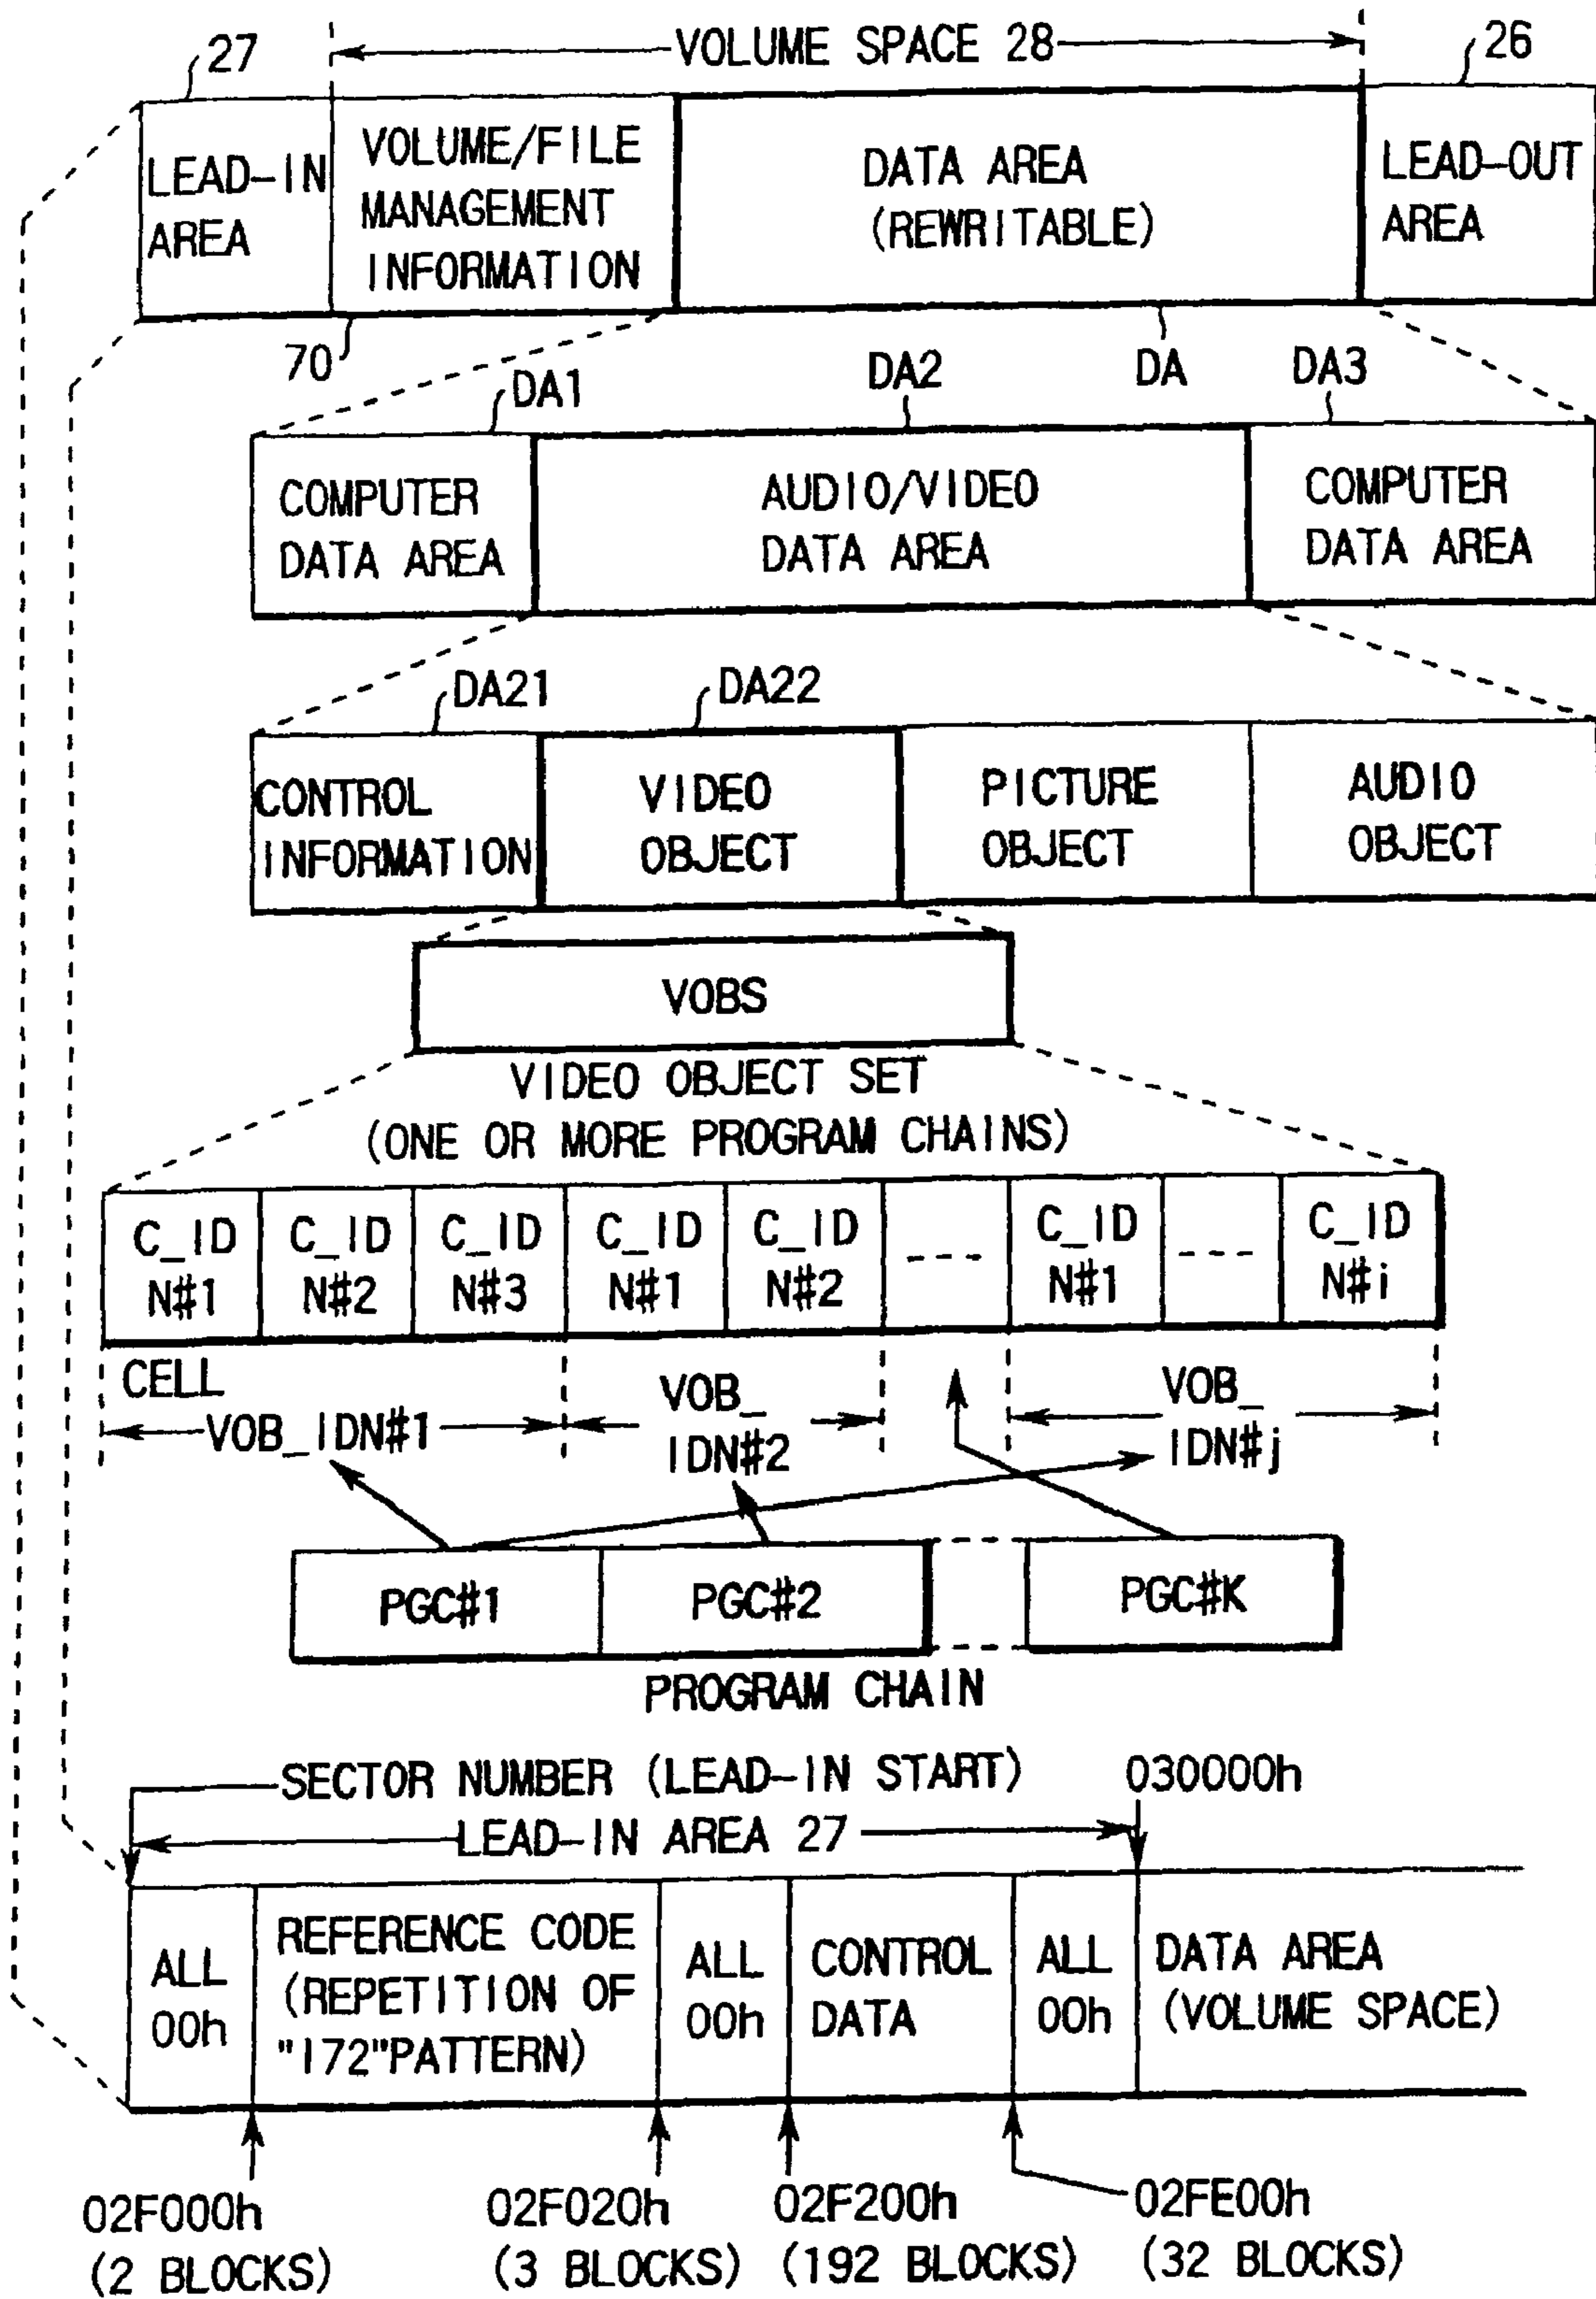 27
VOLUME SPACE 28
26
LEAD-IN
AREA
VOLUME/FILE
MANAGEMENT
INFORMATION
DATA AREA
(REWRITABLE)
LEAD-OUT
AREA
70
DA1
DA2
DA
DA3
COMPUTER
DATA AREA
AUDIO/VIDEO
DATA AREA
COMPUTER
DATA AREA
DA21
DA22
CONTROL
INFORMATION
VIDEO
OBJECT
PICTURE
OBJECT
AUDIO
OBJECT
VOBS
VIDEO OBJECT SET
(ONE OR MORE PROGRAM CHAINS)
C_ID
N#1
C_ID
N#2
C_ID
N#3
C_ID
N#1
C_ID
N#2
----
C_ID
N#1
----
C_ID
N#i
CELL
VOB_IDN#1
VOB_
IDN#2
VOB_
IDN#j
PGC#1
PGC#2
PGC#K
PROGRAM CHAIN
SECTOR NUMBER (LEAD-IN START)
030000h
LEAD-IN AREA 27
ALL
00h
REFERENCE CODE
(REPETITION OF
"172"PATTERN)
ALL
00h
CONTROL
DATA
ALL
00h
DATA AREA
(VOLUME SPACE)
02F000h
(2 BLOCKS)
02F020h
(3 BLOCKS)
02F200h
(192 BLOCKS)
02FE00h
(32 BLOCKS)